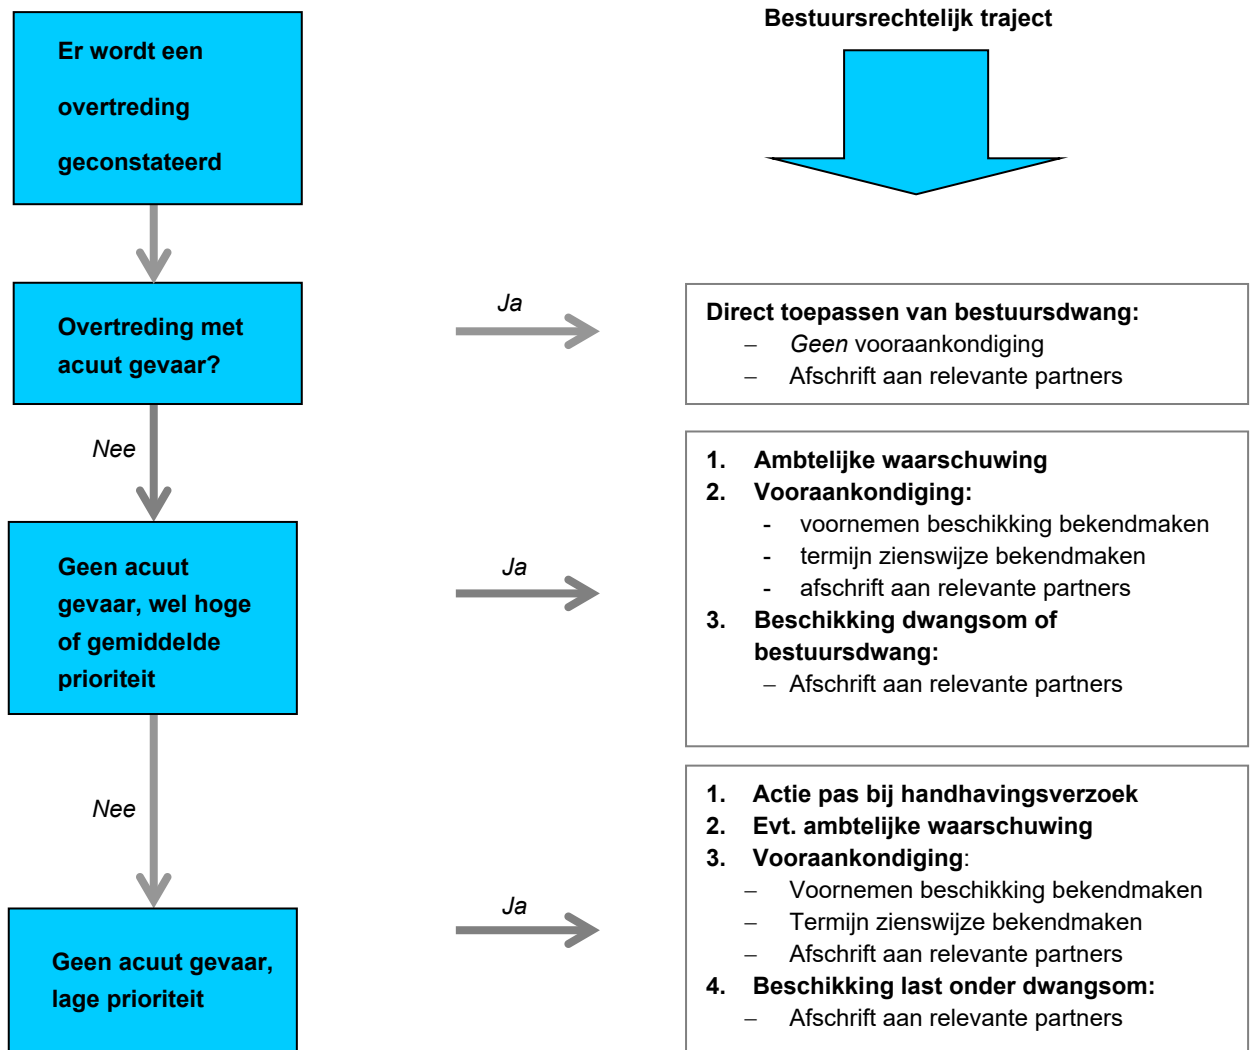 Bestuursrechtelijk traject
Er wordt een
overtreding
geconstateerd
Overtreding met
acuut gevaar?
Ja
Direct toepassen van bestuursdwang:
– Geen vooraankondiging
– Afschrift aan relevante partners
Nee
Geen acuut
gevaar, wel hoge
of gemiddelde
prioriteit
Ja
1. Ambtelijke waarschuwing
2. Vooraankondiging:
- voornemen beschikking bekendmaken
- termijn zienswijze bekendmaken
- afschrift aan relevante partners
3. Beschikking dwangsom of
bestuursdwang:
– Afschrift aan relevante partners
Nee
Geen acuut gevaar,
lage prioriteit
Ja
1. Actie pas bij handhavingsverzoek
2. Evt. ambtelijke waarschuwing
3. Vooraankondiging:
– Voornemen beschikking bekendmaken
– Termijn zienswijze bekendmaken
– Afschrift aan relevante partners
4. Beschikking last onder dwangsom:
– Afschrift aan relevante partners